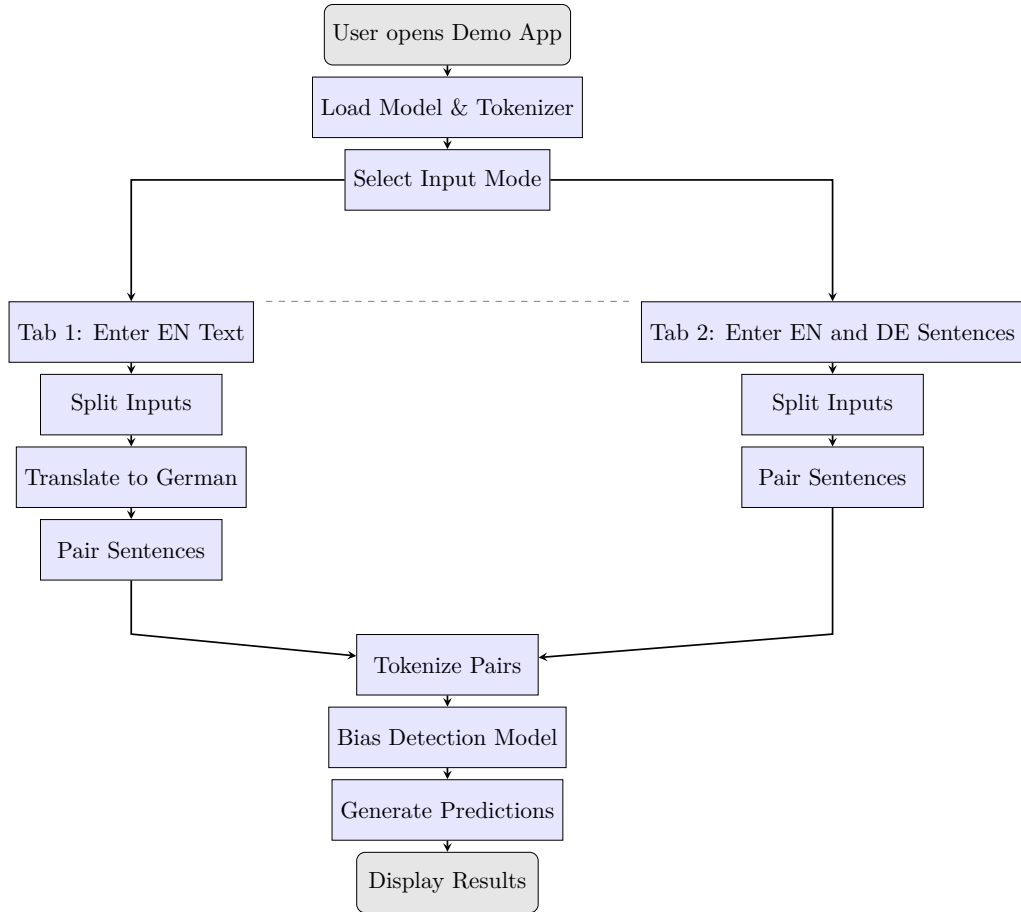 User opens Demo App
Load Model & Tokenizer
Select Input Mode
Tab 1: Enter EN Text
Split Inputs
Translate to German
Pair Sentences
Tab 2: Enter EN and DE Sentences
Split Inputs
Pair Sentences
Tokenize Pairs
Bias Detection Model
Generate Predictions
Display Results